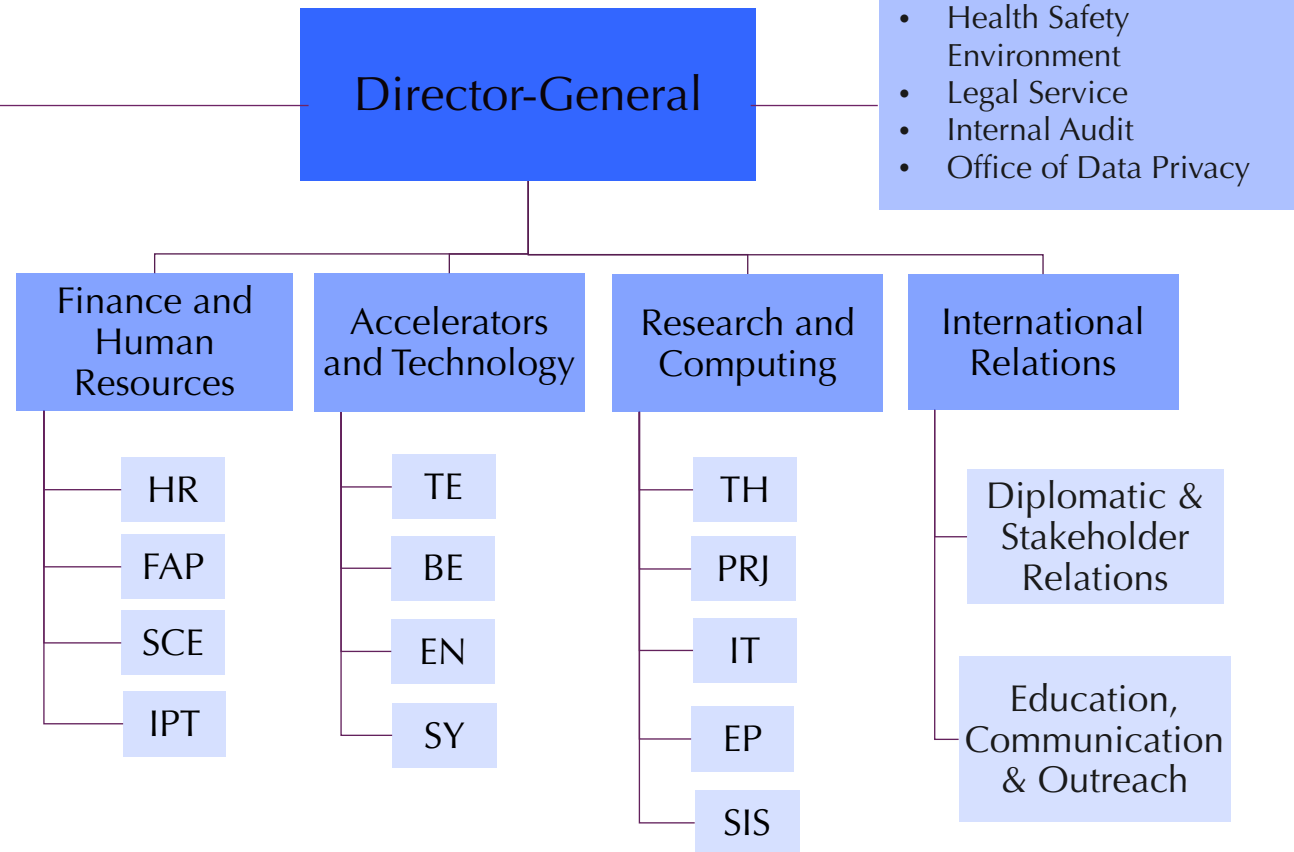 • Health Safety
Environment
• Legal Service
• Internal Audit
• Office of Data Privacy
Director-General
Finance and
Human
Resources
Accelerators
and Technology
Research and
Computing
International
Relations
HR
FAP
SCE
IPT
TE
BE
EN
SY
TH
PRJ
IT
EP
SIS
Diplomatic &
Stakeholder
Relations
Education,
Communication
& Outreach